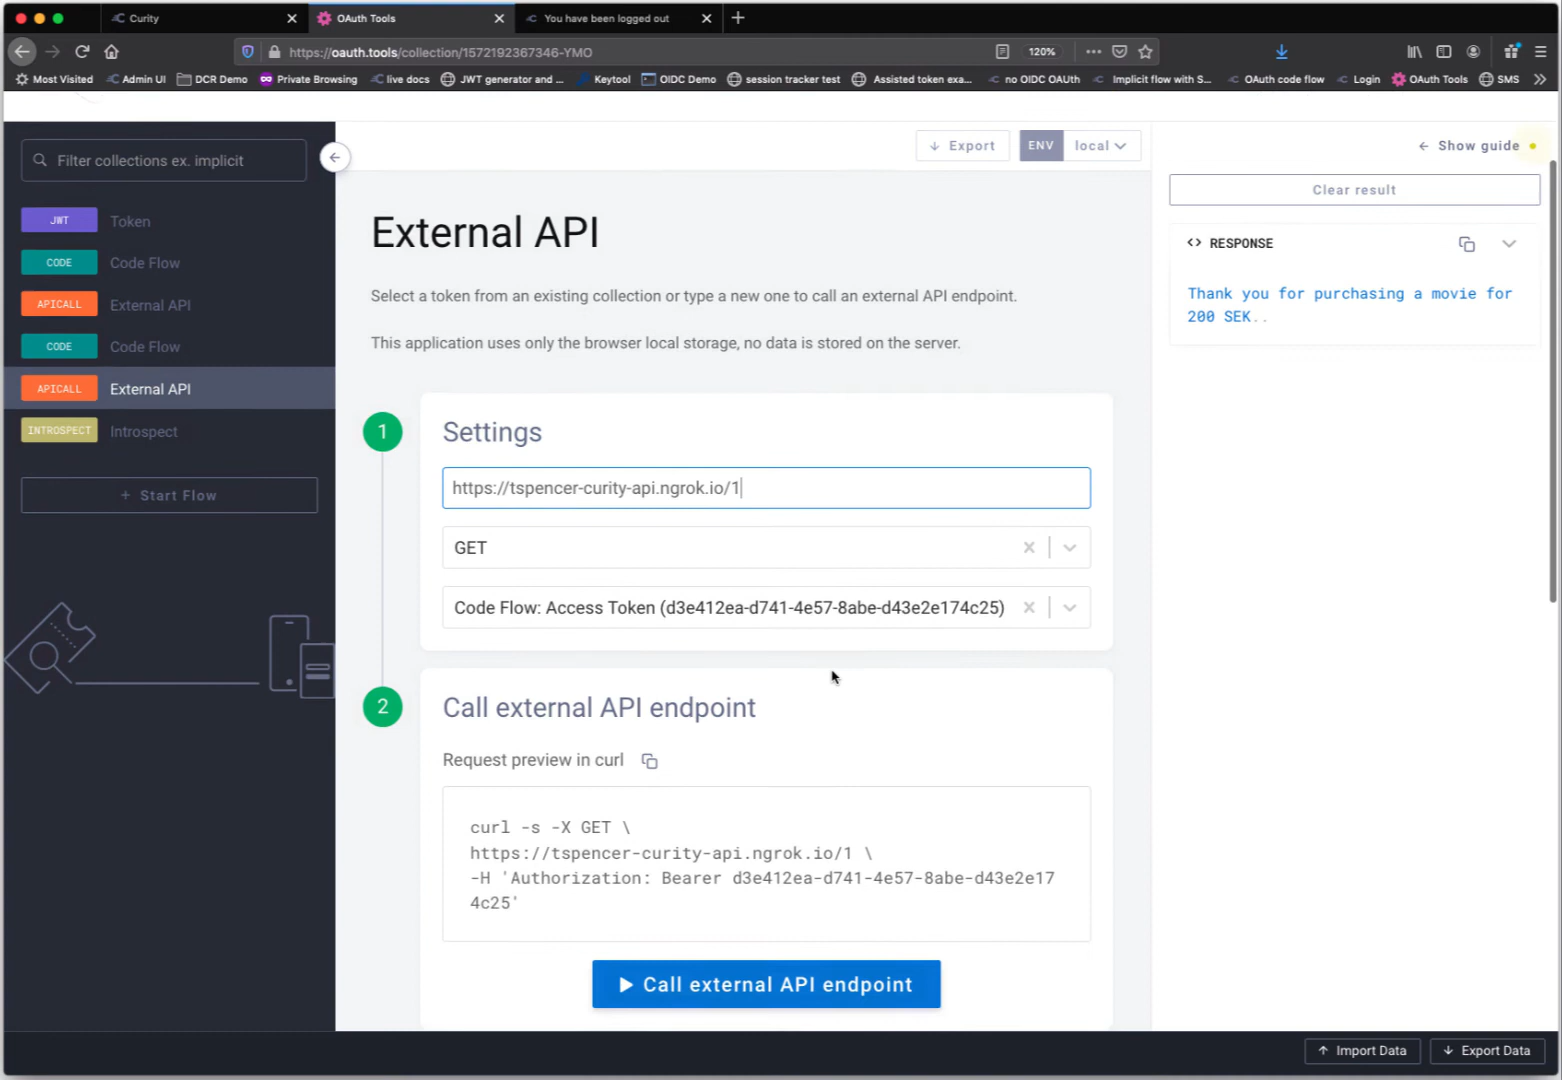 Curity
OAuth Tools
You have been logged out
https://oauth.tools/collection/1572192367346-YMO
120%
Most Visited
Admin UI
DCR Demo
Private Browsing
live docs
JWT generator and ...
Keytool
OIDC Demo
session tracker test
Assisted token exa...
no OIDC OAuth
Implicit flow with S...
OAuth code flow
Login
OAuth Tools
SMS
Filter collections ex. implicit
JWT Token
CODE Code Flow
APICALL External API
CODE Code Flow
APICALL External API
INTROSPECT Introspect
+ Start Flow
Export
ENV local
External API
Select a token from an existing collection or type a new one to call an external API endpoint.
This application uses only the browser local storage, no data is stored on the server.
1
Settings
https://tspencer-curity-api.ngrok.io/1
GET
Code Flow: Access Token (d3e412ea-d741-4e57-8abe-d43e2e174c25)
2
Call external API endpoint
Request preview in curl
curl -s -X GET \
https://tspencer-curity-api.ngrok.io/1 \
-H 'Authorization: Bearer d3e412ea-d741-4e57-8abe-d43e2e17
4c25'
Call external API endpoint
Show guide
Clear result
<> RESPONSE
Thank you for purchasing a movie for
200 SEK..
Import Data
Export Data